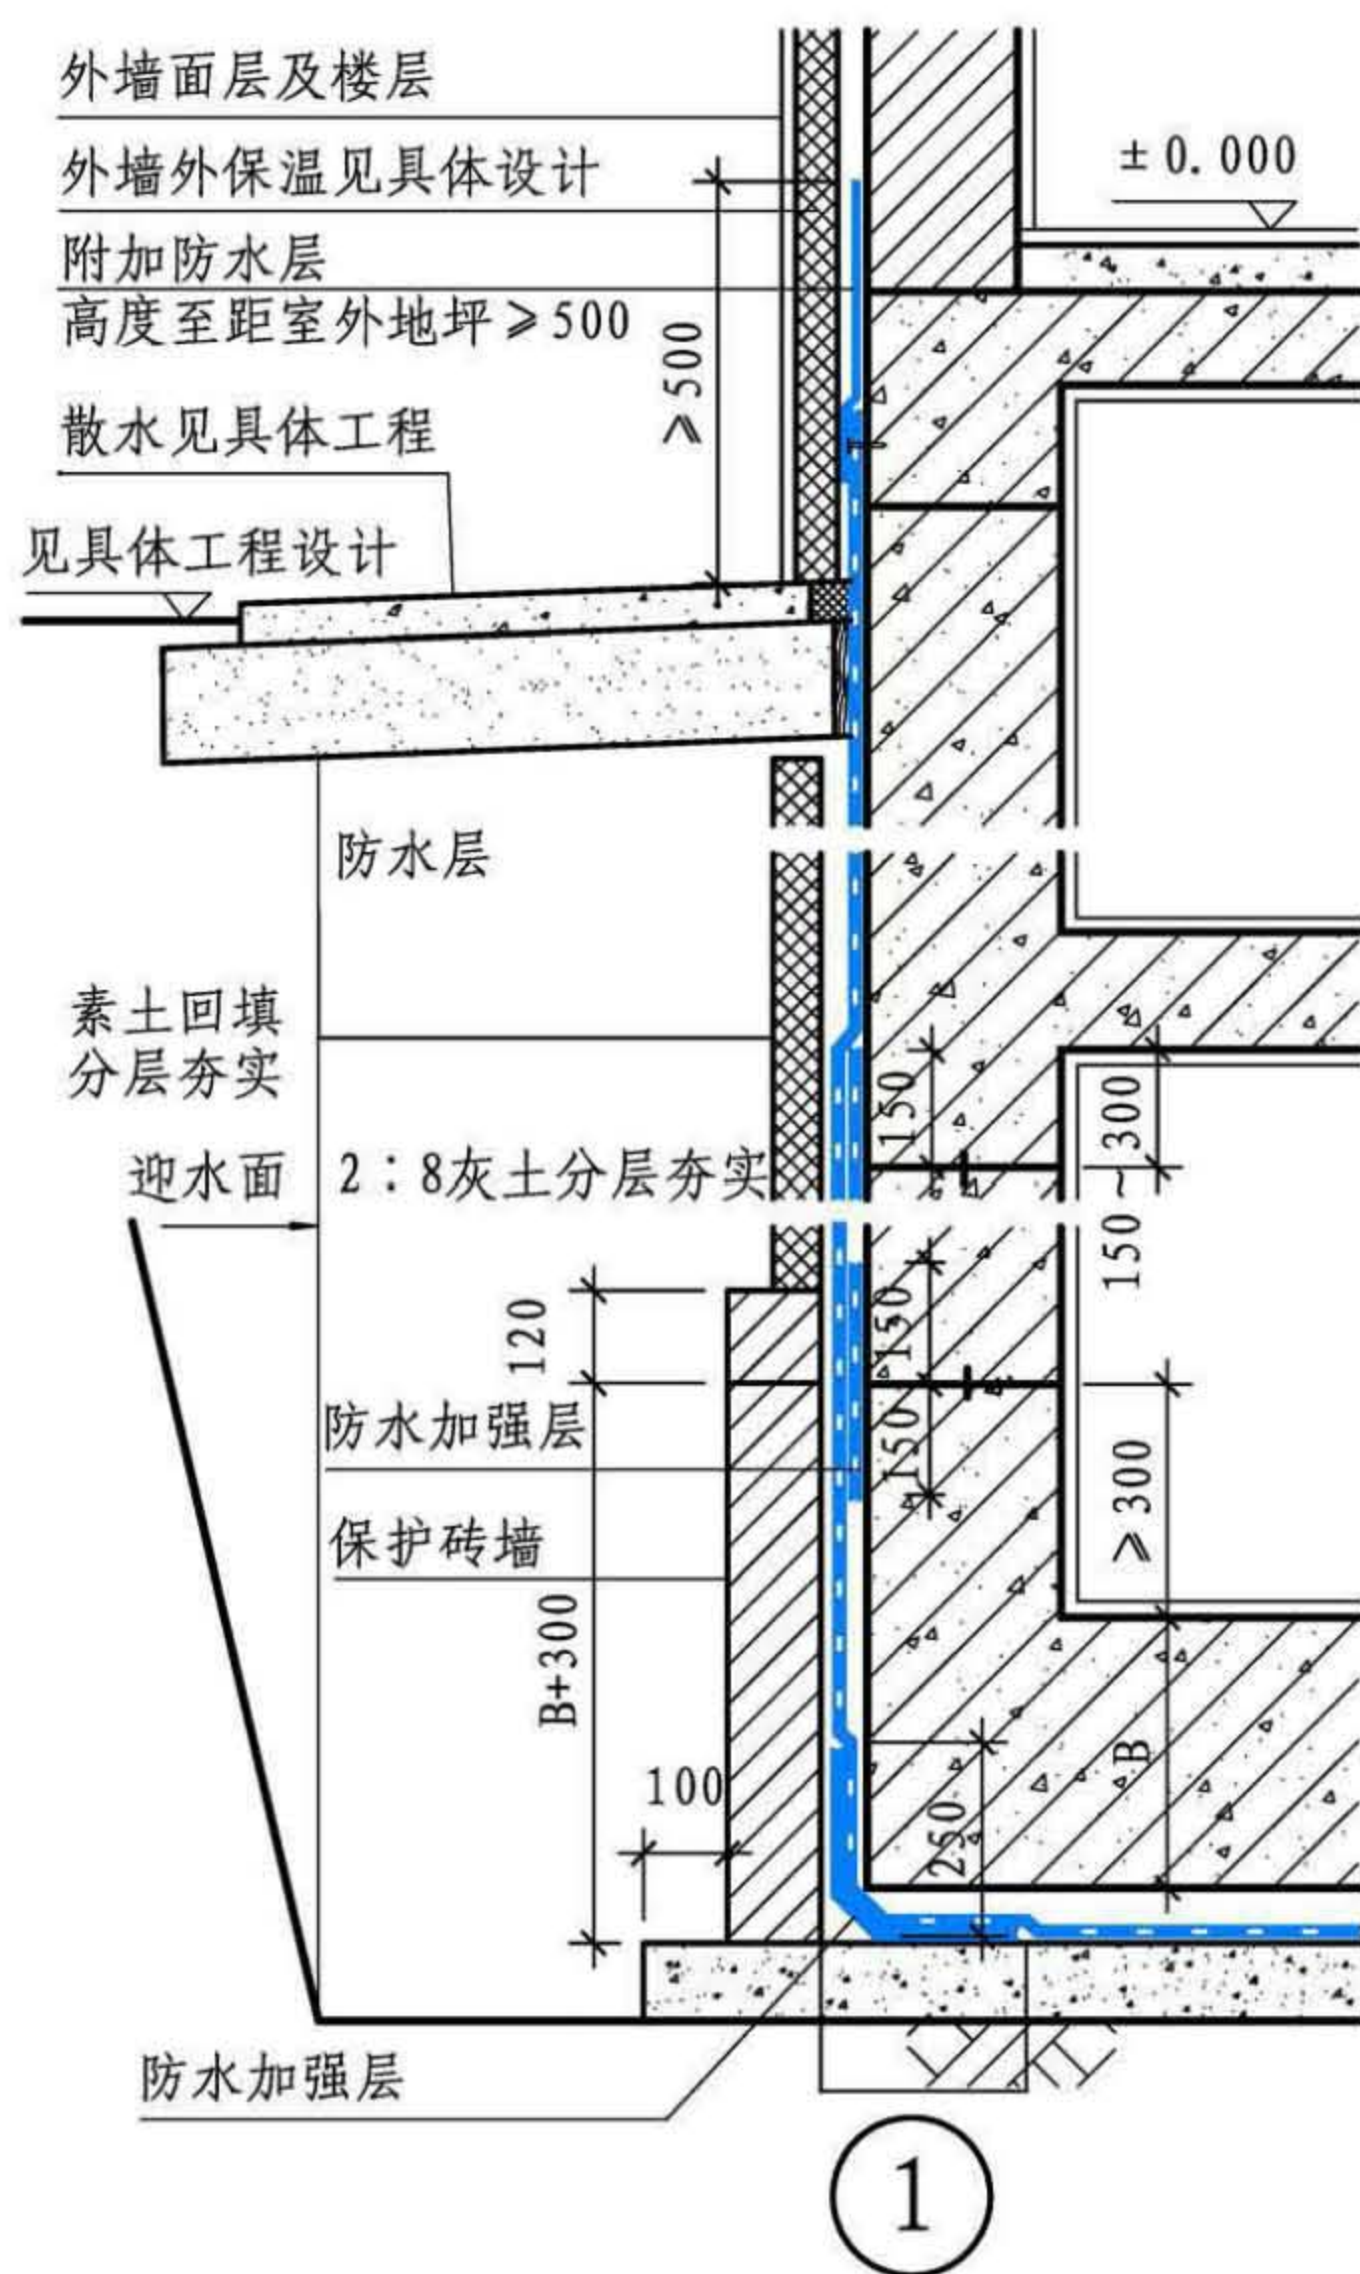 外墙面层及楼层
外墙外保温见具体设计
附加防水层
高度至距室外地坪≥500
散水见具体工程
见具体工程设计
≥500
±0.000
防水层
素土回填
分层夯实
迎水面
2:8灰土分层夯实
150
150~300
120
150
150
防水加强层
≥300
保护砖墙
B+300
B
100
250
防水加强层
1